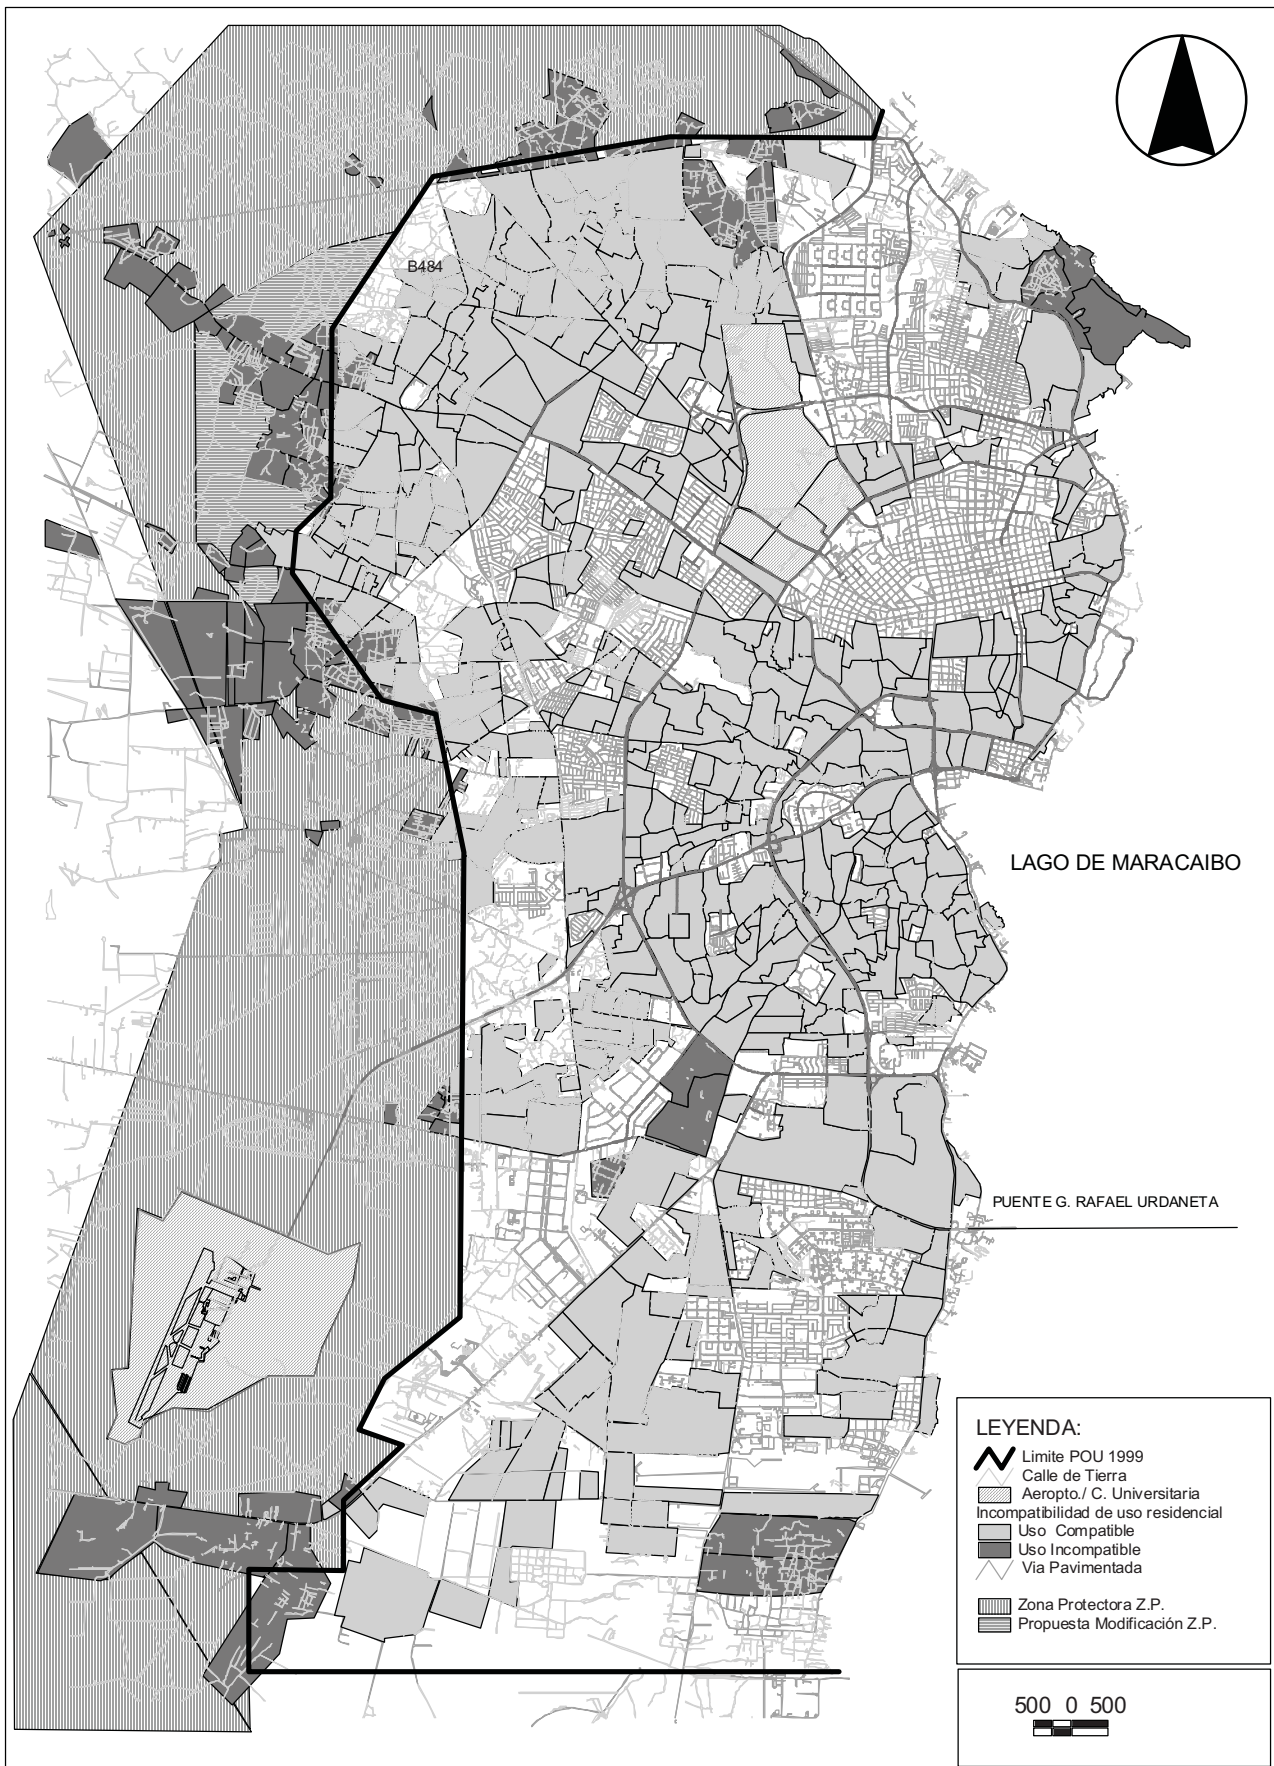 B484
LAGO DE MARACAIBO
PUENTE G. RAFAEL URDANETA
LEYENDA:
Limite POU 1999
Calle de Tierra
Aeropto./ C. Universitaria
Incompatibilidad de uso residencial
Uso Compatible
Uso Incompatible
Via Pavimentada
Zona Protectora Z.P.
Propuesta Modificación Z.P.
500 0 500